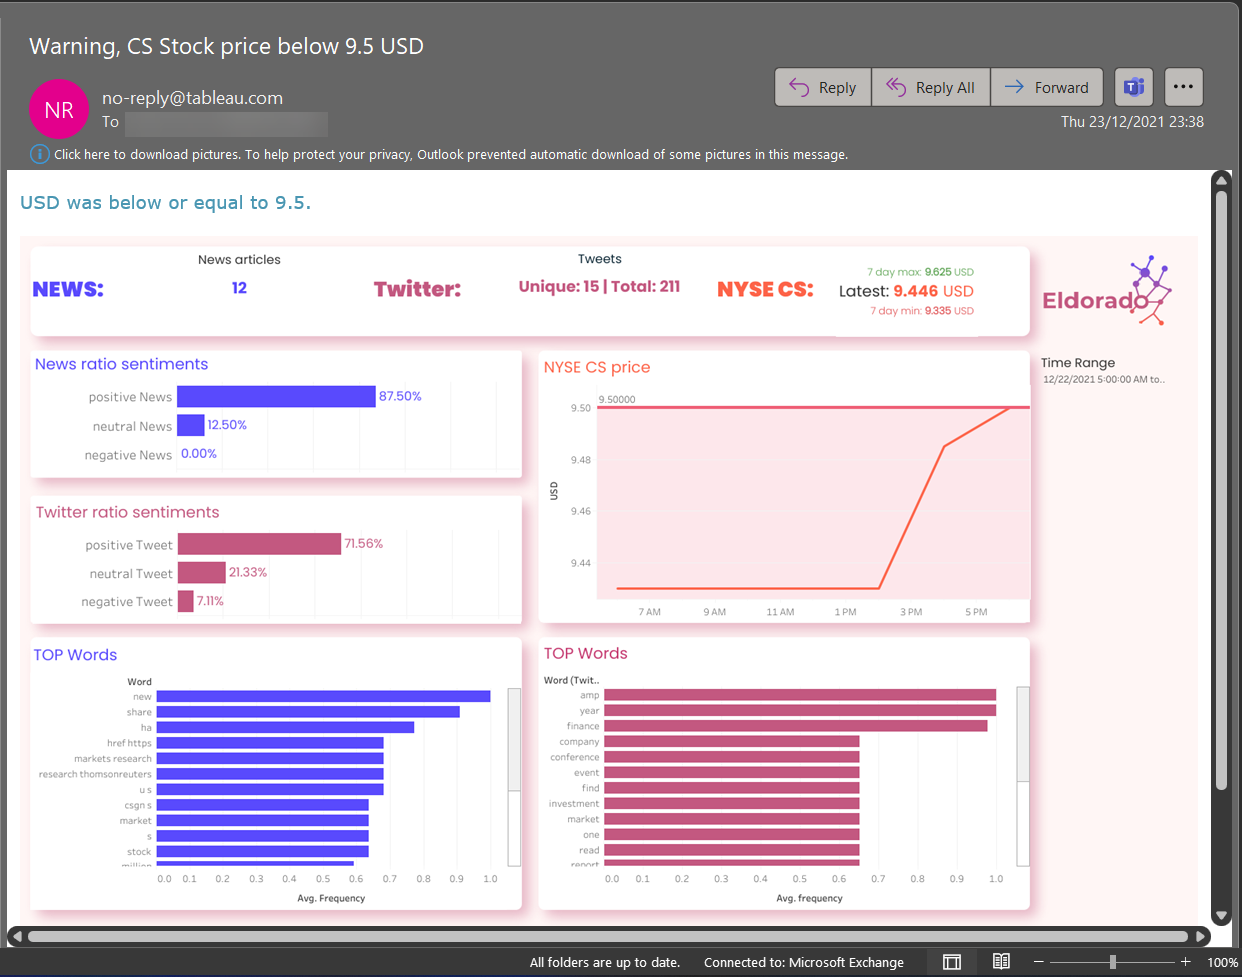 Warning, CS Stock price below 9.5 USD
NR
no-reply@tableau.com
To
Reply
Reply All
Forward
Thu 23/12/2021 23:38
Click here to download pictures. To help protect your privacy, Outlook prevented automatic download of some pictures in this message.
USD was below or equal to 9.5.
NEWS:
News articles
12
Twitter:
Tweets
Unique: 15 | Total: 211
NYSE CS:
7 day max: 9.625 USD
Latest: 9.446 USD
7 day min: 9.335 USD
Eldorado
Time Range
12/22/2021 5:00:00 AM to..
News ratio sentiments
positive News 87.50%
neutral News 12.50%
negative News 0.00%
Twitter ratio sentiments
positive Tweet 71.56%
neutral Tweet 21.33%
negative Tweet 7.11%
NYSE CS price
9.50000
9.50
9.48
9.46
9.44
USD
7 AM 9 AM 11 AM 1 PM 3 PM 5 PM
TOP Words
Word
new
share
ha
href https
markets research
research thomsonreuters
u s
csgn s
market
s
stock
million
0.0 0.1 0.2 0.3 0.4 0.5 0.6 0.7 0.8 0.9 1.0
Avg. Frequency
TOP Words
Word (Twit..
amp
year
finance
company
conference
event
find
investment
market
one
read
report
0.0 0.1 0.2 0.3 0.4 0.5 0.6 0.7 0.8 0.9 1.0
Avg. frequency
All folders are up to date.
Connected to: Microsoft Exchange
100%